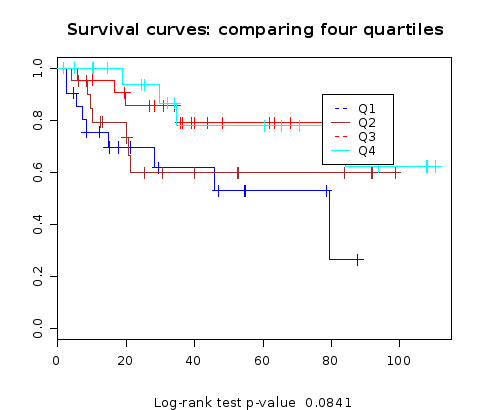 Survival curves: comparing four quartiles
1.0
0.8
0.6
0.4
0.2
0.0
Q1
Q2
Q3
Q4
0 20 40 60 80 100
Log-rank test p-value 0.0841